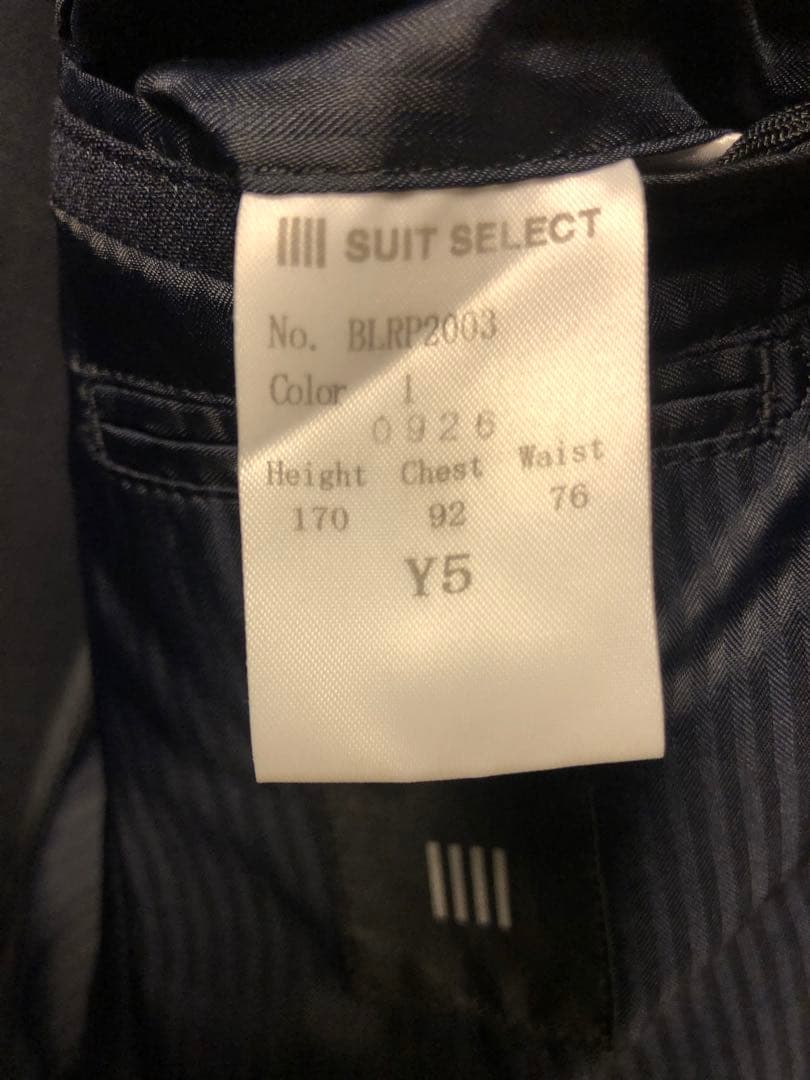 SUIT SELECT
No. BLRP2003
Color 1
0926
Height Chest Waist
170 92 76
Y5